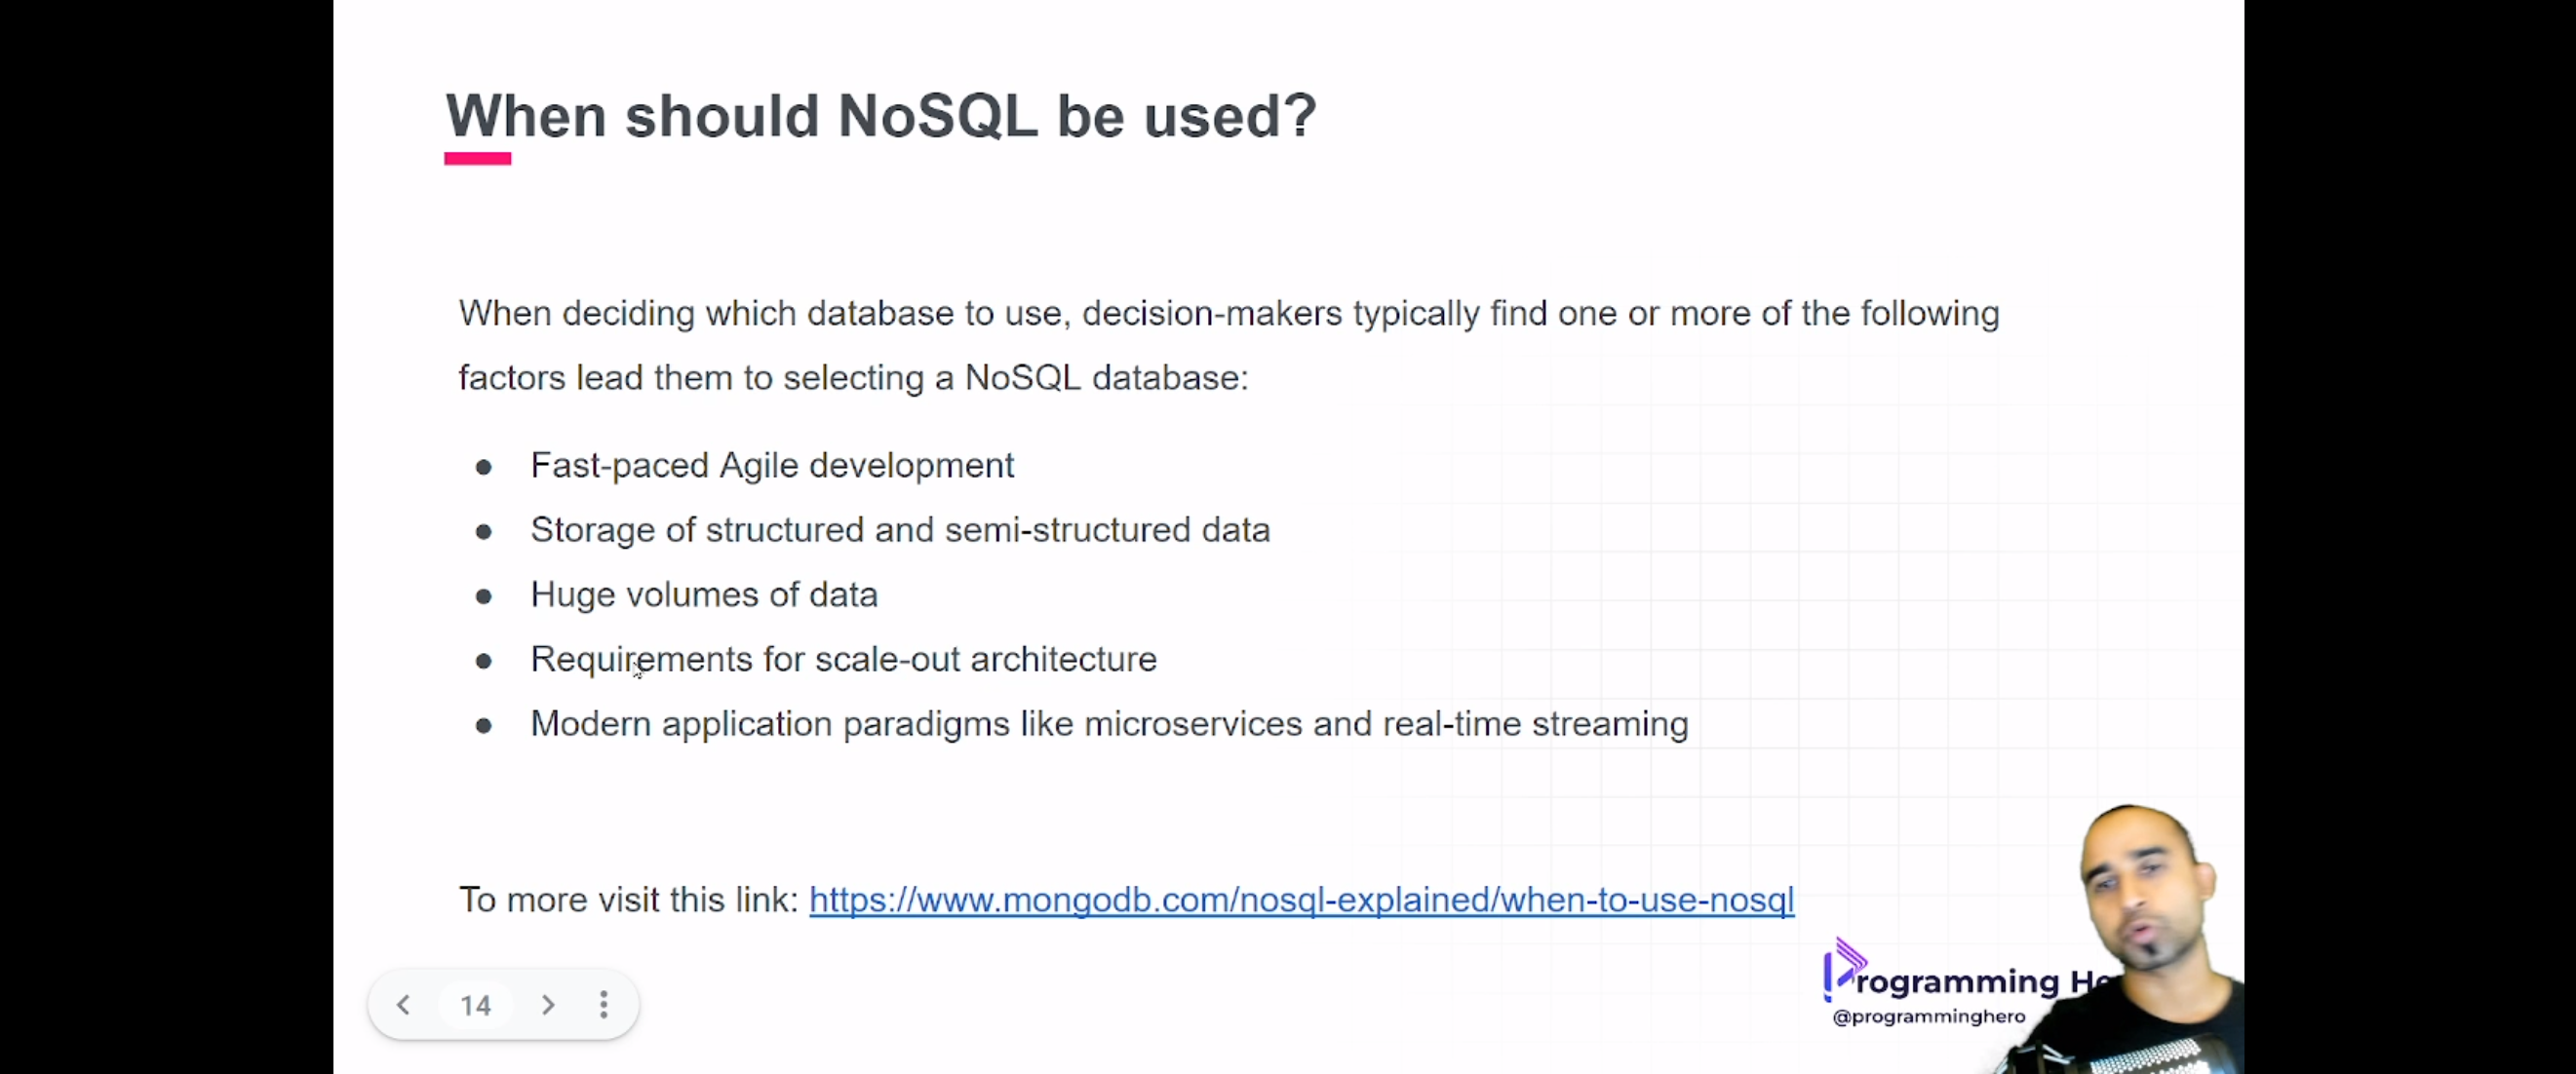 When should NoSQL be used?
When deciding which database to use, decision-makers typically find one or more of the following
factors lead them to selecting a NoSQL database:
● Fast-paced Agile development
● Storage of structured and semi-structured data
● Huge volumes of data
● Requirements for scale-out architecture
● Modern application paradigms like microservices and real-time streaming
To more visit this link: https://www.mongodb.com/nosql-explained/when-to-use-nosql
Programming
@programminghero
14